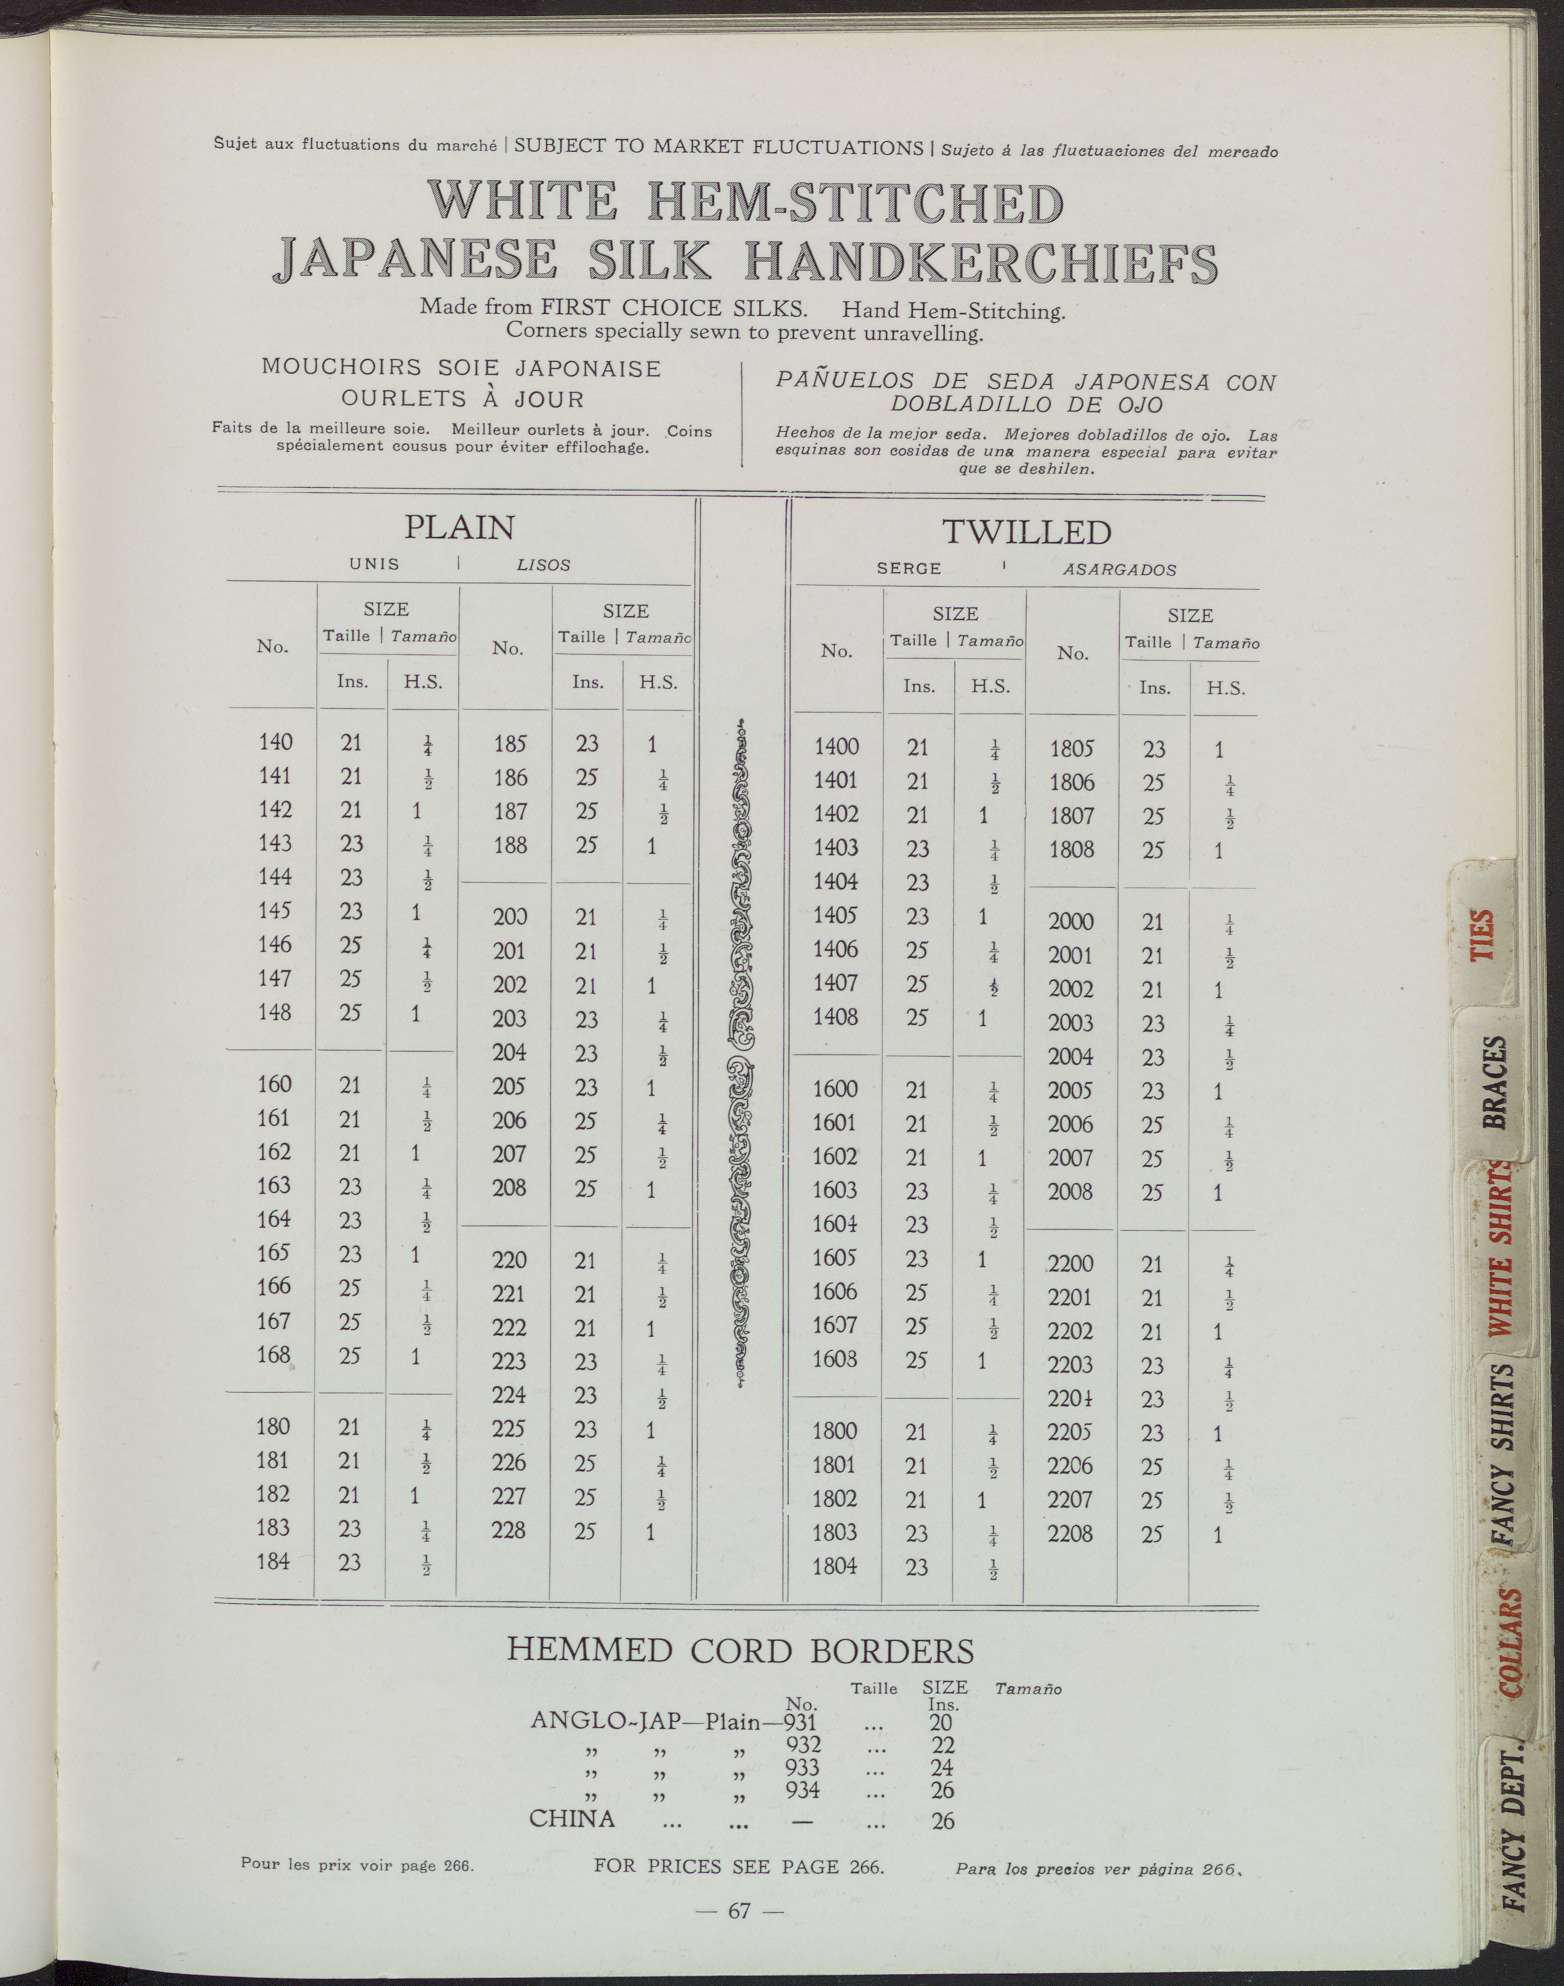 Sujet aux fluctuations du marché | SUBJECT TO MARKET FLUCTUATIONS | Sujeto á las fluctuaciones del mercado
WHITE HEM-STITCHED
JAPANESE SILK HANDKERCHIEFS
Made from FIRST CHOICE SILKS. Hand Hem-Stitching.
Corners specially sewn to prevent unravelling.
MOUCHOIRS SOIE JAPONAISE
OURLETS À JOUR
Faits de la meilleure soie. Meilleur ourlets à jour. Coins
spécialement cousus pour éviter effilochage.
PAÑUELOS DE SEDA JAPONESA CON
DOBLADILLO DE OJO
Hechos de la mejor seda. Mejores dobladillos de ojo. Las
esquinas son cosidas de una manera especial para evitar
que se deshilen.
PLAIN
UNIS | LISOS
No. SIZE No. SIZE
Taille | Tamaño Taille | Tamaño
Ins. H.S. Ins. H.S.
140 21 ¼ 185 23 1
141 21 ½ 186 25 ¼
142 21 1 187 25 ½
143 23 ¼ 188 25 1
144 23 ½
145 23 1 200 21 ¼
146 25 ¼ 201 21 ½
147 25 ½ 202 21 1
148 25 1 203 23 ¼
204 23 ½
160 21 ¼ 205 23 1
161 21 ½ 206 25 ¼
162 21 1 207 25 ½
163 23 ¼ 208 25 1
164 23 ½
165 23 1 220 21 ¼
166 25 ¼ 221 21 ½
167 25 ½ 222 21 1
168 25 1 223 23 ¼
224 23 ½
180 21 ¼ 225 23 1
181 21 ½ 226 25 ¼
182 21 1 227 25 ½
183 23 ¼ 228 25 1
184 23 ½
TWILLED
SERGE | ASARGADOS
No. SIZE No. SIZE
Taille | Tamaño Taille | Tamaño
Ins. H.S. Ins. H.S.
1400 21 ¼ 1805 23 1
1401 21 ½ 1806 25 ¼
1402 21 1 1807 25 ½
1403 23 ¼ 1808 25 1
1404 23 ½
1405 23 1 2000 21 ¼
1406 25 ¼ 2001 21 ½
1407 25 ½ 2002 21 1
1408 25 1 2003 23 ¼
2004 23 ½
1600 21 ¼ 2005 23 1
1601 21 ½ 2006 25 ¼
1602 21 1 2007 25 ½
1603 23 ¼ 2008 25 1
1604 23 ½
1605 23 1 2200 21 ¼
1606 25 ¼ 2201 21 ½
1607 25 ½ 2202 21 1
1608 25 1 2203 23 ¼
2204 23 ½
1800 21 ¼ 2205 23 1
1801 21 ½ 2206 25 ¼
1802 21 1 2207 25 ½
1803 23 ¼ 2208 25 1
1804 23 ½
HEMMED CORD BORDERS
Taille SIZE Tamaño
No. Ins.
ANGLO-JAP—Plain—931 ... 20
„ „ „ 932 ... 22
„ „ „ 933 ... 24
„ „ „ 934 ... 26
CHINA ... ... — ... 26
Pour les prix voir page 266. FOR PRICES SEE PAGE 266. Para los precios ver página 266.
— 67 —
TIES
BRACES
WHITE SHIRTS
FANCY SHIRTS
COLLARS
FANCY DEPT.